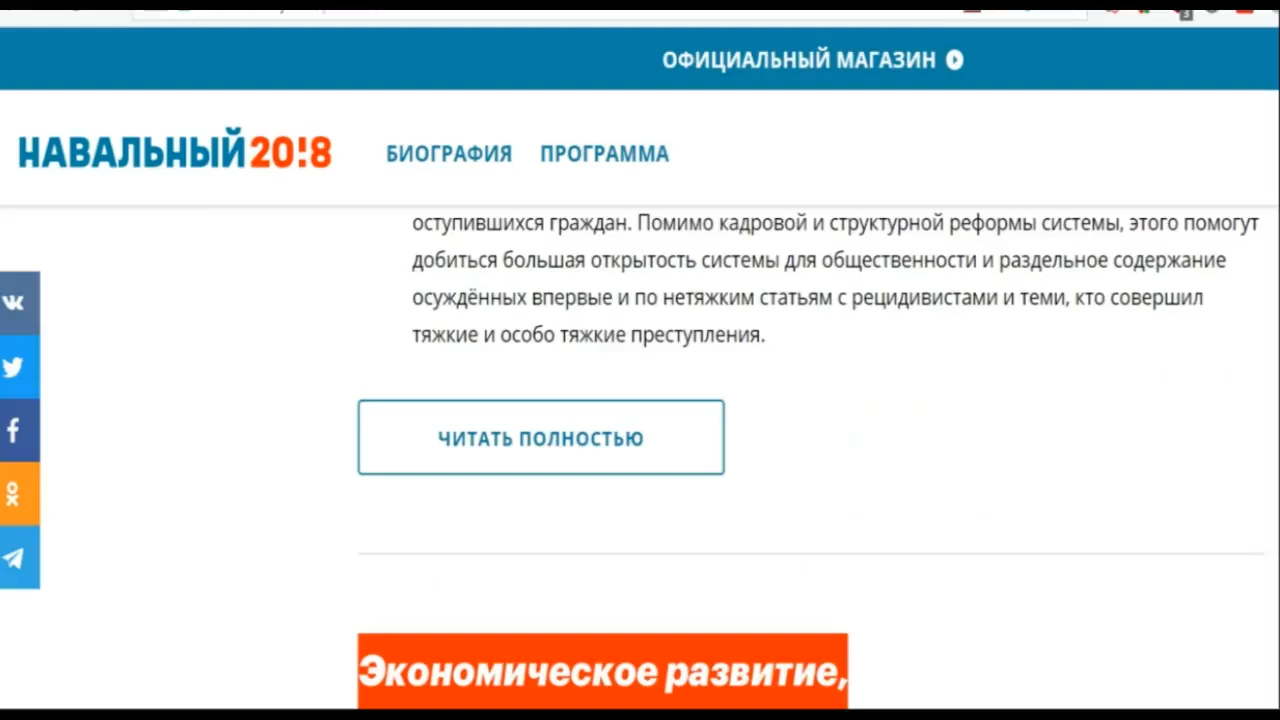 ОФИЦИАЛЬНЫЙ МАГАЗИН
НАВАЛЬНЫЙ 20!8
БИОГРАФИЯ ПРОГРАММА
оступившихся граждан. Помимо кадровой и структурной реформы системы, этого помогут
добиться большая открытость системы для общественности и раздельное содержание
осуждённых впервые и по нетяжким статьям с рецидивистами и теми, кто совершил
тяжкие и особо тяжкие преступления.
ЧИТАТЬ ПОЛНОСТЬЮ
Экономическое развитие,